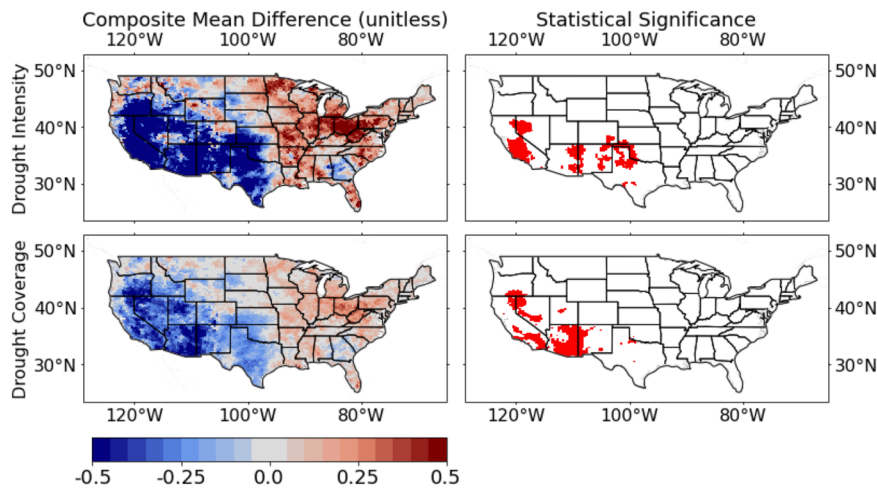 Composite Mean Difference (unitless) Statistical Significance
120°W 100°W 80°W 120°W 100°W 80°W
Drought Intensity
50°N 50°N
40°N 40°N
30°N 30°N
Drought Coverage
50°N 50°N
40°N 40°N
30°N 30°N
120°W 100°W 80°W 120°W 100°W 80°W
-0.5 -0.25 0.0 0.25 0.5